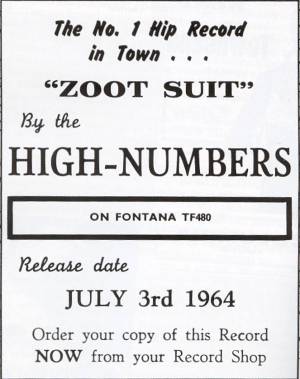 The No. 1 Hip Record
in Town . . .
"ZOOT SUIT"
By the
HIGH-NUMBERS
ON FONTANA TF480
Release date
JULY 3rd 1964
Order your copy of this Record
NOW from your Record Shop